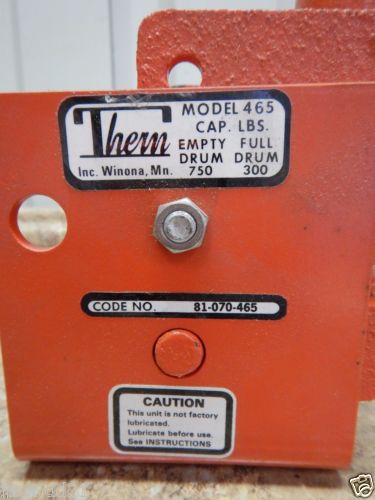 Thern
Inc. Winona, Mn.
MODEL 465
CAP. LBS.
EMPTY FULL
DRUM DRUM
750 300
CODE NO. 81-070-465
CAUTION
This unit is not factory
lubricated.
Lubricate before use.
See INSTRUCTIONS